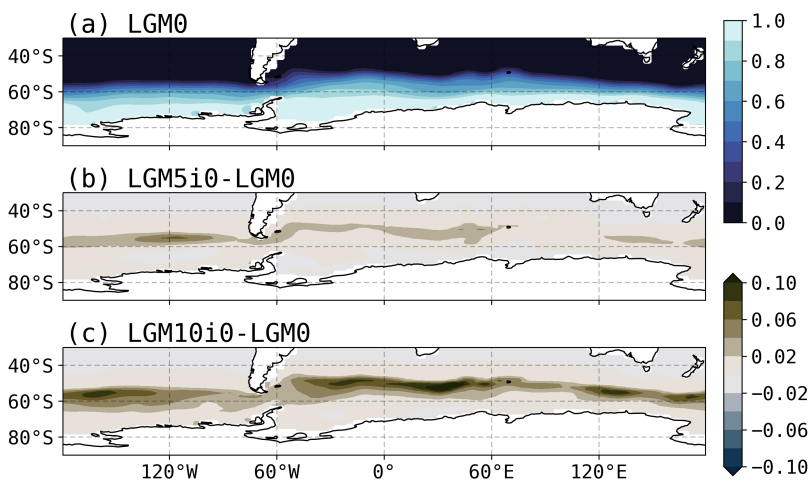 (a) LGM0
40°S
60°S
80°S
1.0
0.8
0.6
0.4
0.2
0.0
(b) LGM5i0-LGM0
40°S
60°S
80°S
(c) LGM10i0-LGM0
40°S
60°S
80°S
120°W 60°W 0° 60°E 120°E
0.10
0.06
0.02
−0.02
−0.06
−0.10